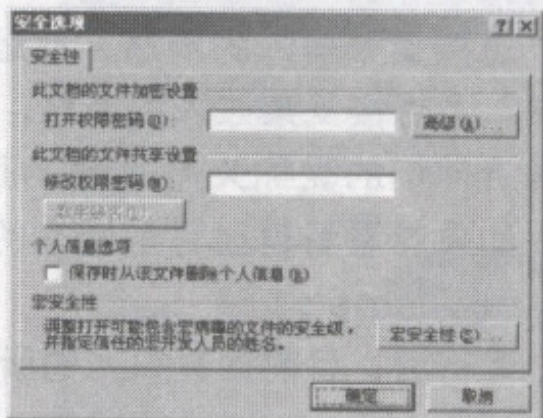 安全选项
安全性
此文档的文件加密设置
打开权限密码(O):
高级(A)...
此文档的文件共享设置
修改权限密码(M):
数字签名(D)...
个人信息选项
保存时从该文件删除个人信息(R)
宏安全性
调整打开可能包含宏病毒的文件的安全级,
并指定信任的宏开发人员的姓名。
宏安全性(S)...
确定
取消